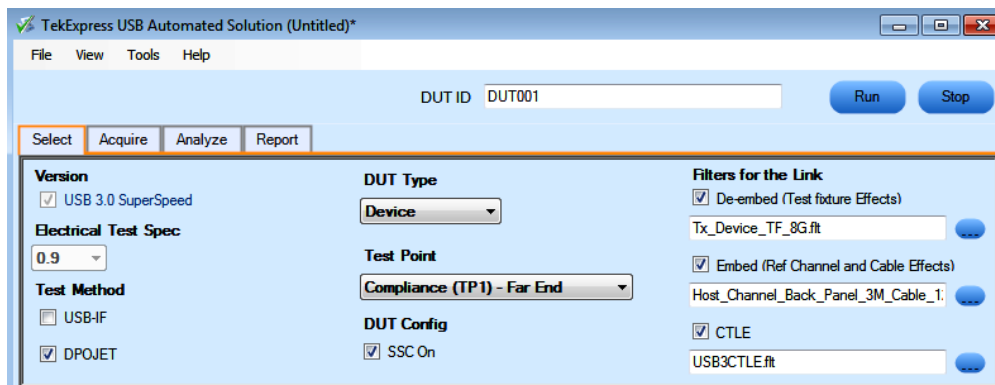 TekExpress USB Automated Solution (Untitled)*
File View Tools Help
DUT ID DUT001 Run Stop
Select Acquire Analyze Report
Version
USB 3.0 SuperSpeed
Electrical Test Spec
0.9
Test Method
USB-IF
DPOJET
DUT Type
Device
Test Point
Compliance (TP1) - Far End
DUT Config
SSC On
Filters for the Link
De-embed (Test fixture Effects)
Tx_Device_TF_8G.flt
...
Embed (Ref Channel and Cable Effects)
Host_Channel_Back_Panel_3M_Cable_1
...
CTLE
USB3CTLE.flt
...